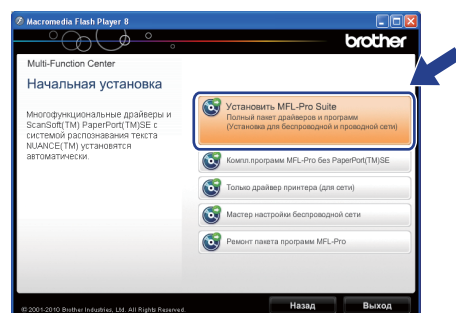 Macromedia Flash Player 8
brother
Multi-Function Center
Начальная установка
Многофункциональные драйверы и
ScanSoft(TM) PaperPort(TM)SE с
системой распознавания текста
NUANCE(TM) установятся
автоматически.
Установить MFL-Pro Suite
Полный пакет драйверов и программ
(Установка для беспроводной и проводной сети)
Компл.программ MFL-Pro без PaperPort(TM)SE
Только драйвер принтера (для сети)
Мастер настройки беспроводной сети
Ремонт пакета программ MFL-Pro
© 2001-2010 Brother Industries, Ltd. All Rights Reserved.
Назад
Выход